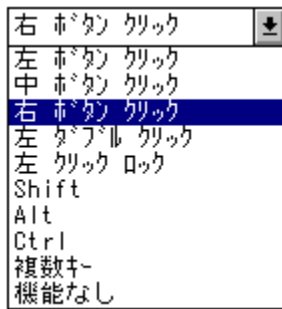 右 ﾎﾞﾀﾝ ｸﾘｯｸ
左 ﾎﾞﾀﾝ ｸﾘｯｸ
中 ﾎﾞﾀﾝ ｸﾘｯｸ
右 ﾎﾞﾀﾝ ｸﾘｯｸ
左 ﾀﾞﾌﾞﾙ ｸﾘｯｸ
左 ｸﾘｯｸ ﾛｯｸ
Shift
Alt
Ctrl
複数ｷｰ
機能なし